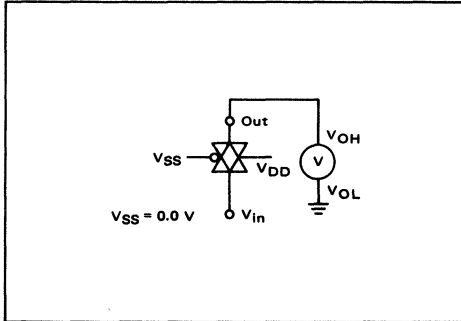 Out
VOH
VSS
VDD
V
VOL
VSS = 0.0 V
Vin